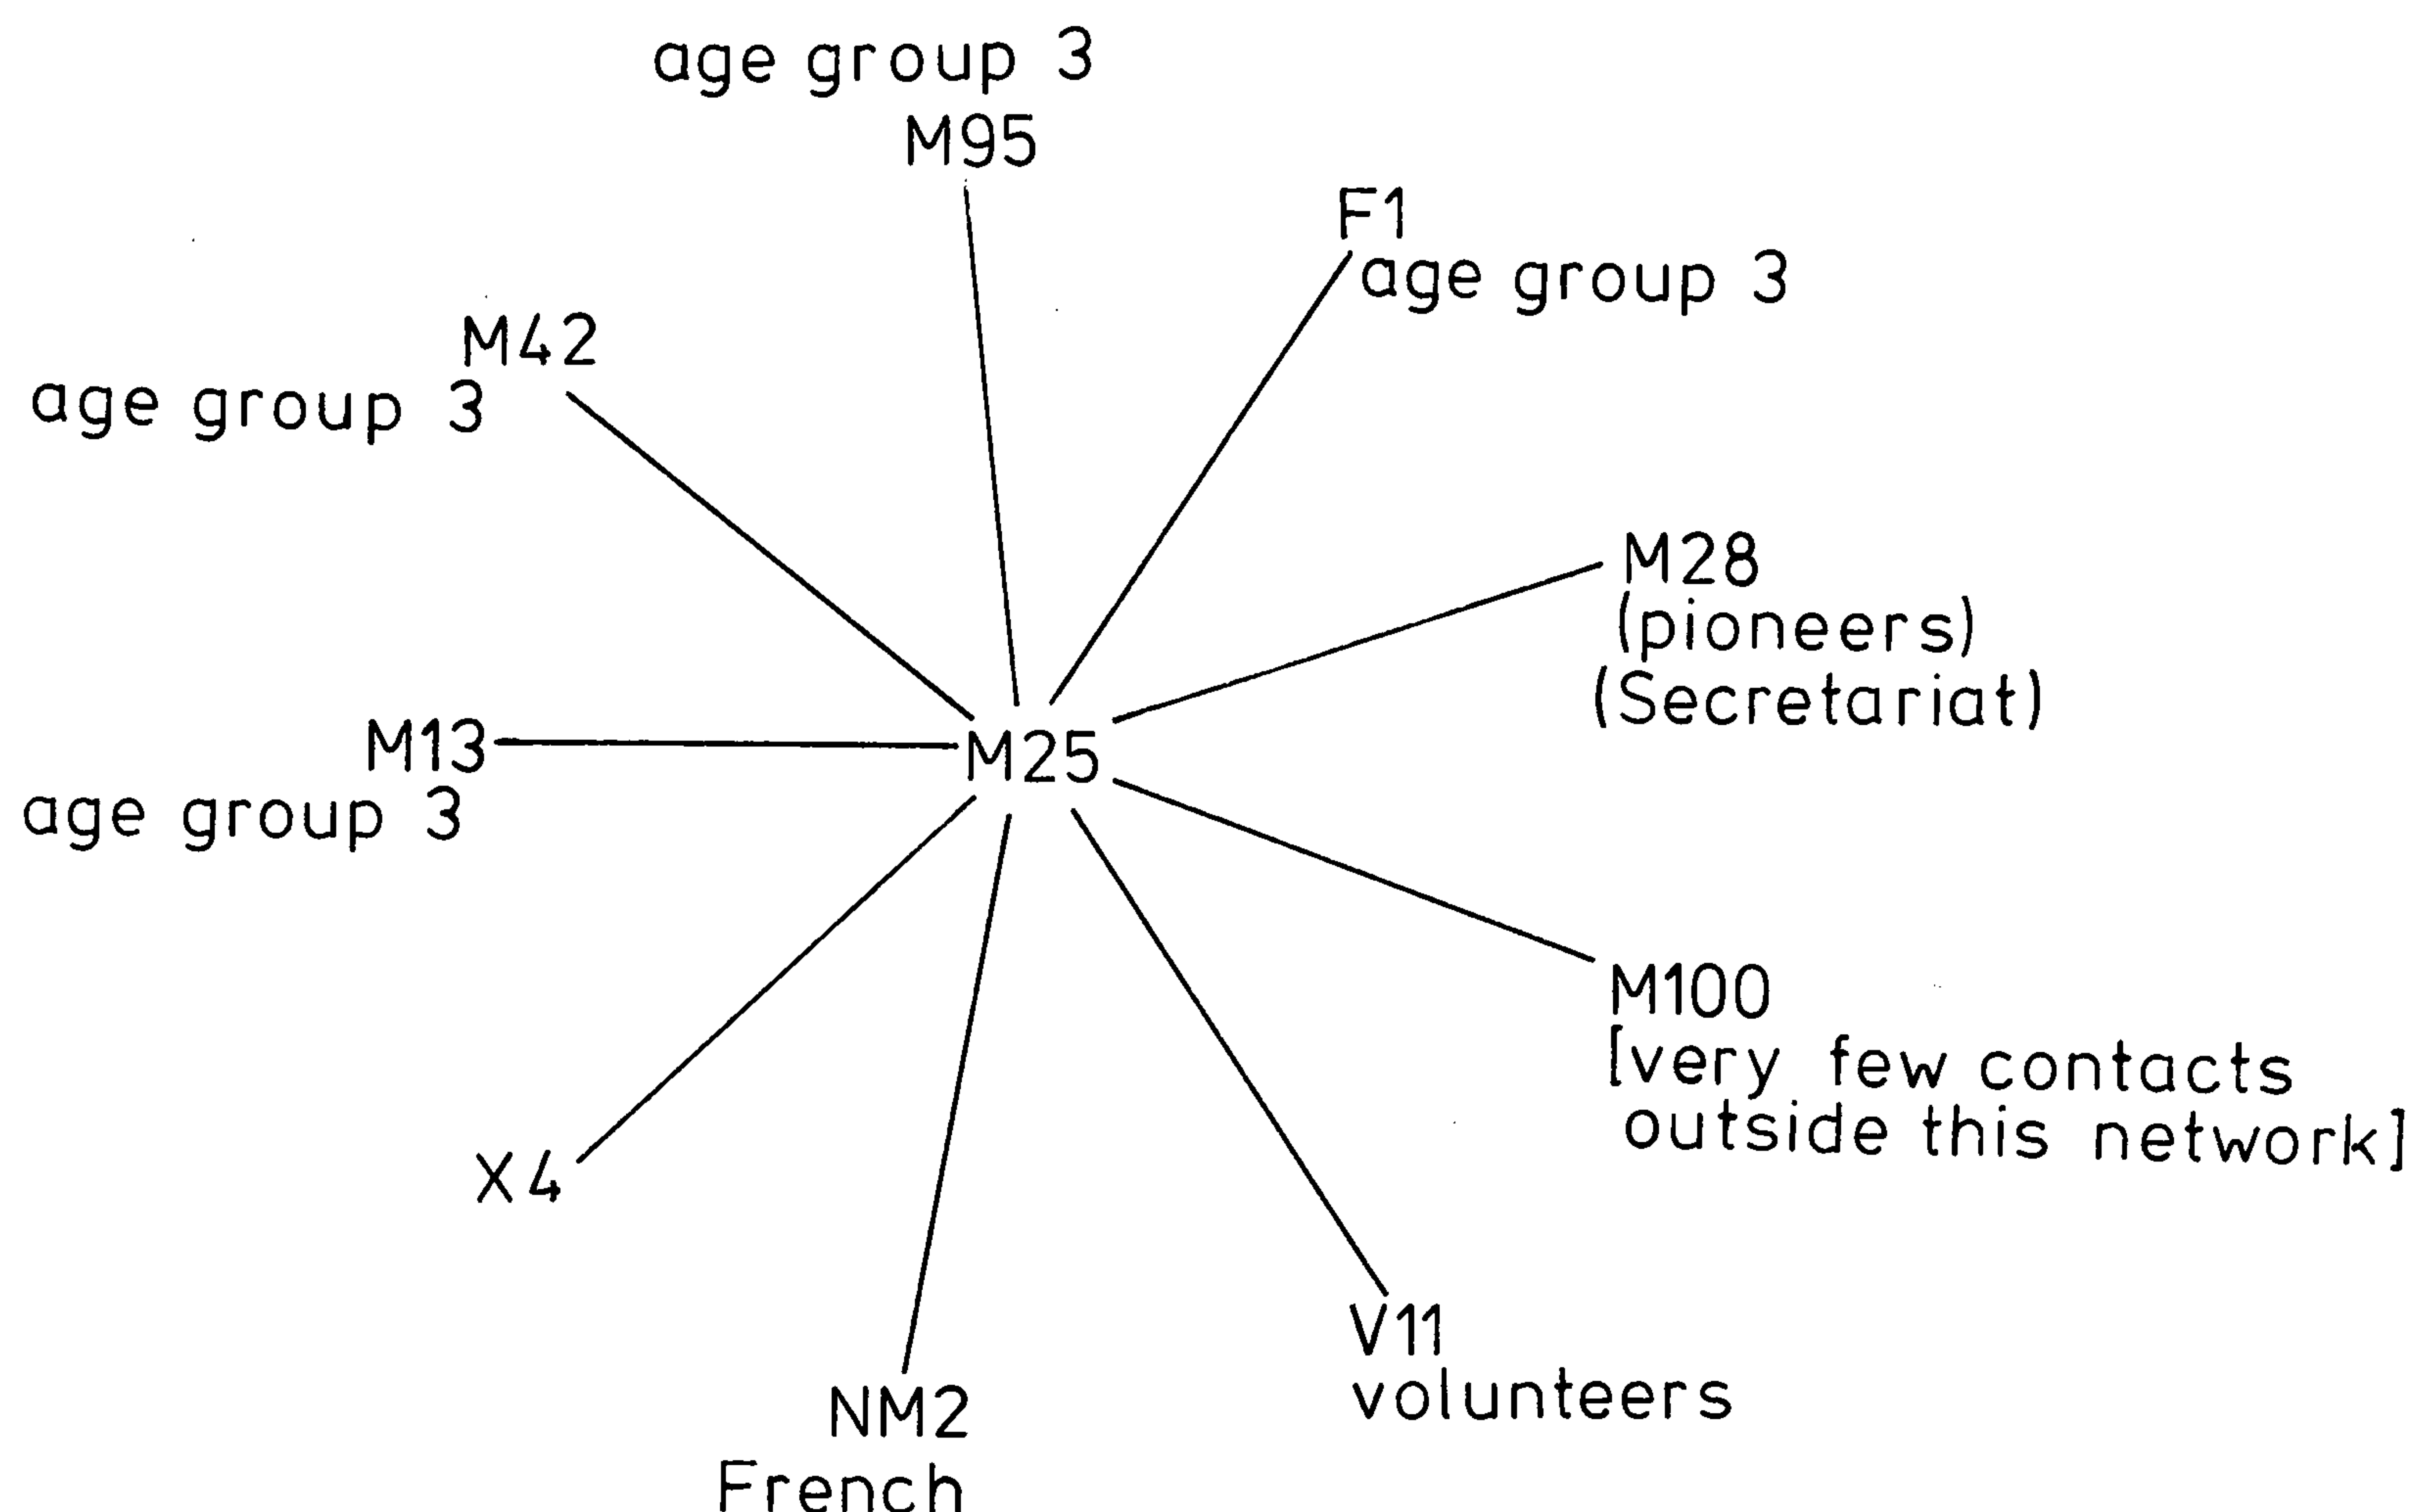 age group 3
M95
F1
age group 3
M42
age group 3
M28
(pioneers)
(Secretariat)
M13
age group 3
M25
M100
[very few contacts
outside this network]
X4
V11
volunteers
NM2
French